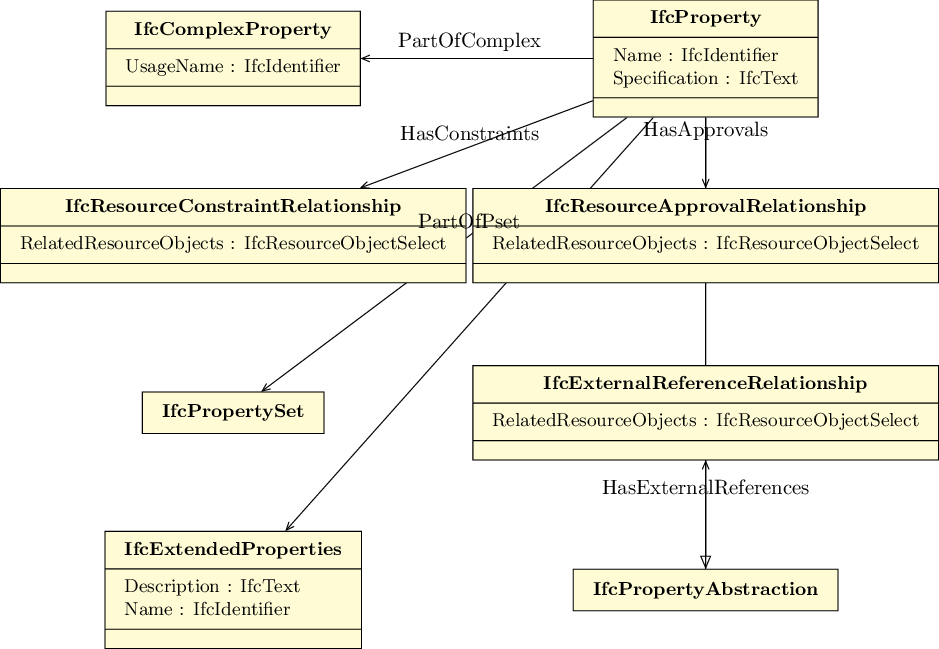 IfcComplexProperty
UsageName : IfcIdentifier
PartOfComplex
IfcProperty
Name : IfcIdentifier
Specification : IfcText
HasConstraints
HasApprovals
IfcResourceConstraintRelationship
RelatedResourceObjects : IfcResourceObjectSelect
PartOfPset
IfcResourceApprovalRelationship
RelatedResourceObjects : IfcResourceObjectSelect
IfcPropertySet
IfcExternalReferenceRelationship
RelatedResourceObjects : IfcResourceObjectSelect
HasExternalReferences
IfcExtendedProperties
Description : IfcText
Name : IfcIdentifier
IfcPropertyAbstraction